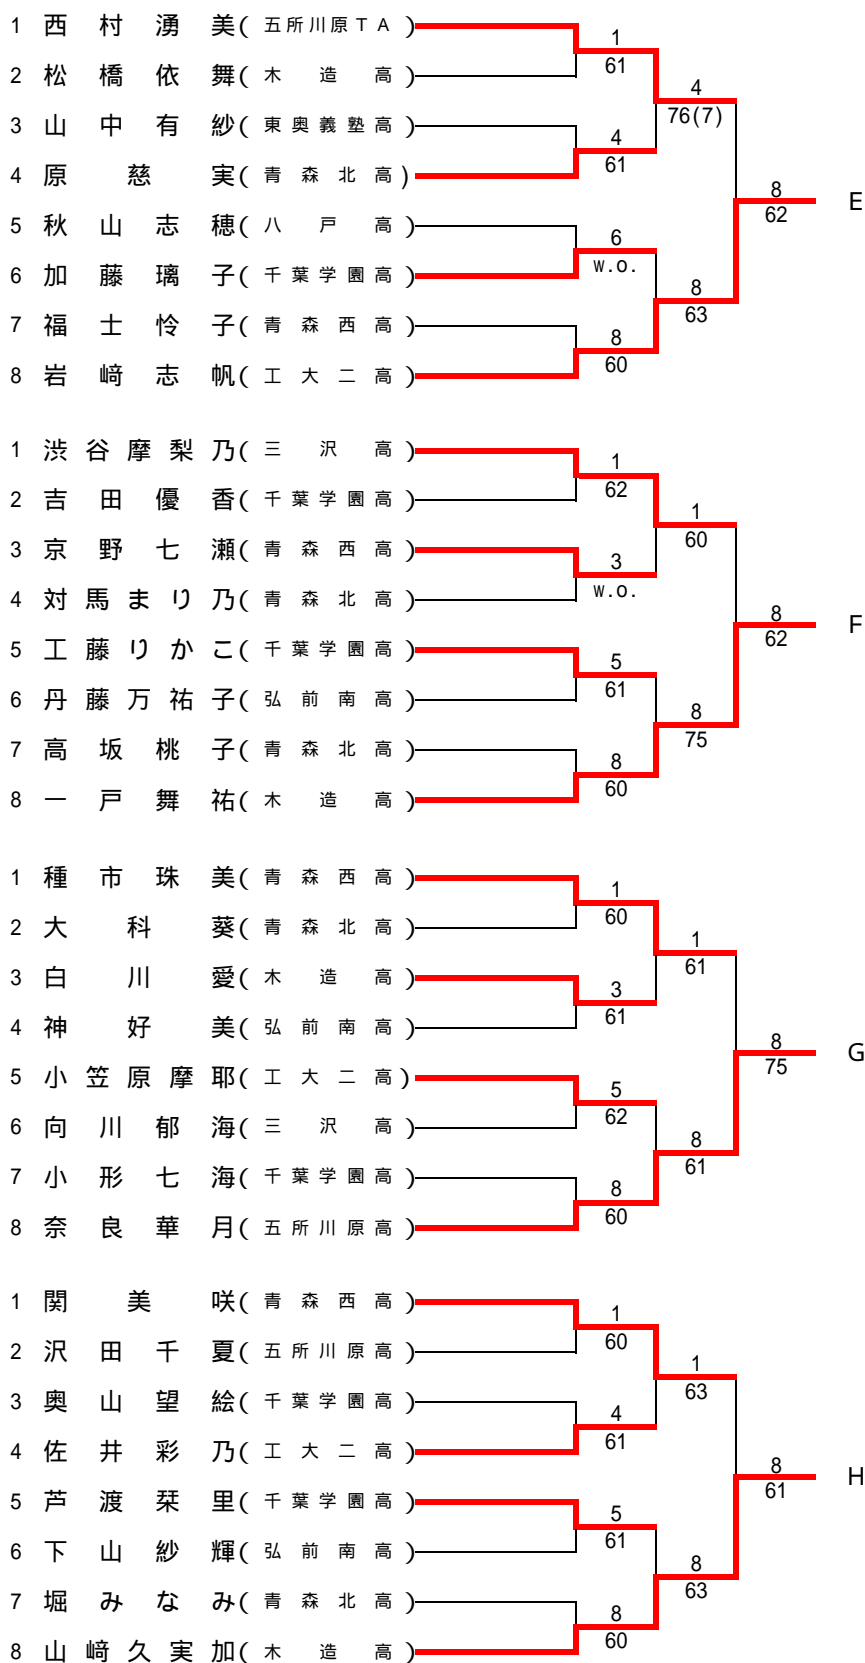 1 西村湧美(五所川原TA)
1
2 松橋依舞(木造高)
61
4
3 山中有紗(東奥義塾高)
76(7)
4
4 原慈実(青森北高)
61
8
E
5 秋山志穂(八戸高)
62
6
6 加藤璃子(千葉学園高)
w.o.
8
7 福士怜子(青森西高)
63
8
8 岩﨑志帆(工大二高)
60
1 渋谷摩梨乃(三沢高)
1
2 吉田優香(千葉学園高)
62
1
3 京野七瀬(青森西高)
60
3
4 対馬まり乃(青森北高)
w.o.
8
F
5 工藤りかこ(千葉学園高)
62
5
6 丹藤万祐子(弘前南高)
61
8
7 高坂桃子(青森北高)
75
8
8 一戸舞祐(木造高)
60
1 種市珠美(青森西高)
1
2 大科葵(青森北高)
60
1
3 白川愛(木造高)
61
3
4 神好美(弘前南高)
61
8
G
5 小笠原摩耶(工大二高)
75
5
6 向川郁海(三沢高)
62
8
7 小形七海(千葉学園高)
61
8
8 奈良華月(五所川原高)
60
1 関美咲(青森西高)
1
2 沢田千夏(五所川原高)
60
1
3 奥山望絵(千葉学園高)
63
4
4 佐井彩乃(工大二高)
61
8
H
5 芦渡栞里(千葉学園高)
61
5
6 下山紗輝(弘前南高)
61
8
7 堀みなみ(青森北高)
63
8
8 山﨑久実加(木造高)
60